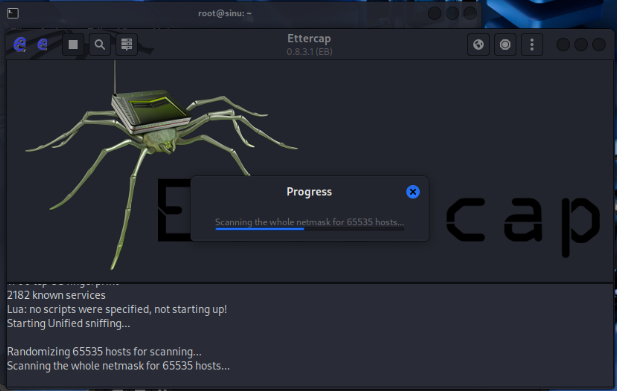 root@sinu: ~
Ettercap
0.8.3.1 (EB)
E cap
Progress
Scanning the whole netmask for 65535 hosts...
2182 known services
Lua: no scripts were specified, not starting up!
Starting Unified sniffing...
Randomizing 65535 hosts for scanning...
Scanning the whole netmask for 65535 hosts...